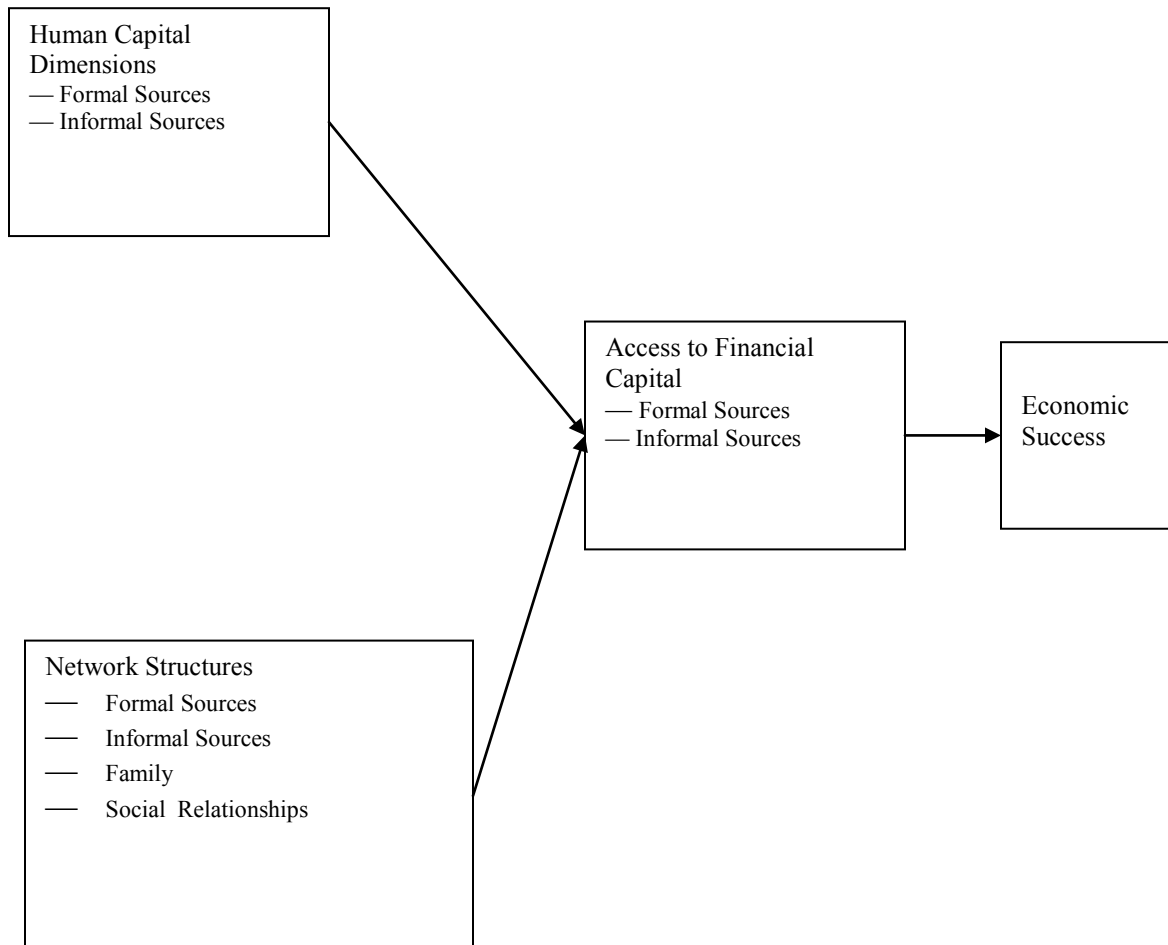 Human Capital
Dimensions
— Formal Sources
— Informal Sources
Access to Financial
Capital
— Formal Sources
— Informal Sources
Economic
Success
Network Structures
— Formal Sources
— Informal Sources
— Family
— Social Relationships